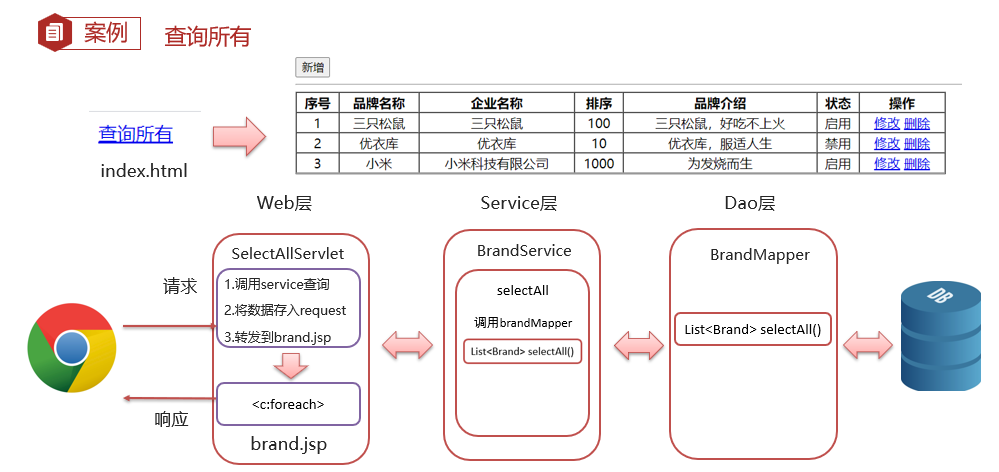 案例 查询所有
新增
序号 品牌名称 企业名称 排序 品牌介绍 状态 操作
1 三只松鼠 三只松鼠 100 三只松鼠，好吃不上火 启用 修改 删除
2 优衣库 优衣库 10 优衣库，服适人生 禁用 修改 删除
3 小米 小米科技有限公司 1000 为发烧而生 启用 修改 删除
查询所有
index.html
Web层 Service层 Dao层
SelectAllServlet
1.调用service查询
2.将数据存入request
3.转发到brand.jsp
<c:foreach>
brand.jsp
请求
响应
BrandService
selectAll
调用brandMapper
List<Brand> selectAll()
BrandMapper
List<Brand> selectAll()
DB